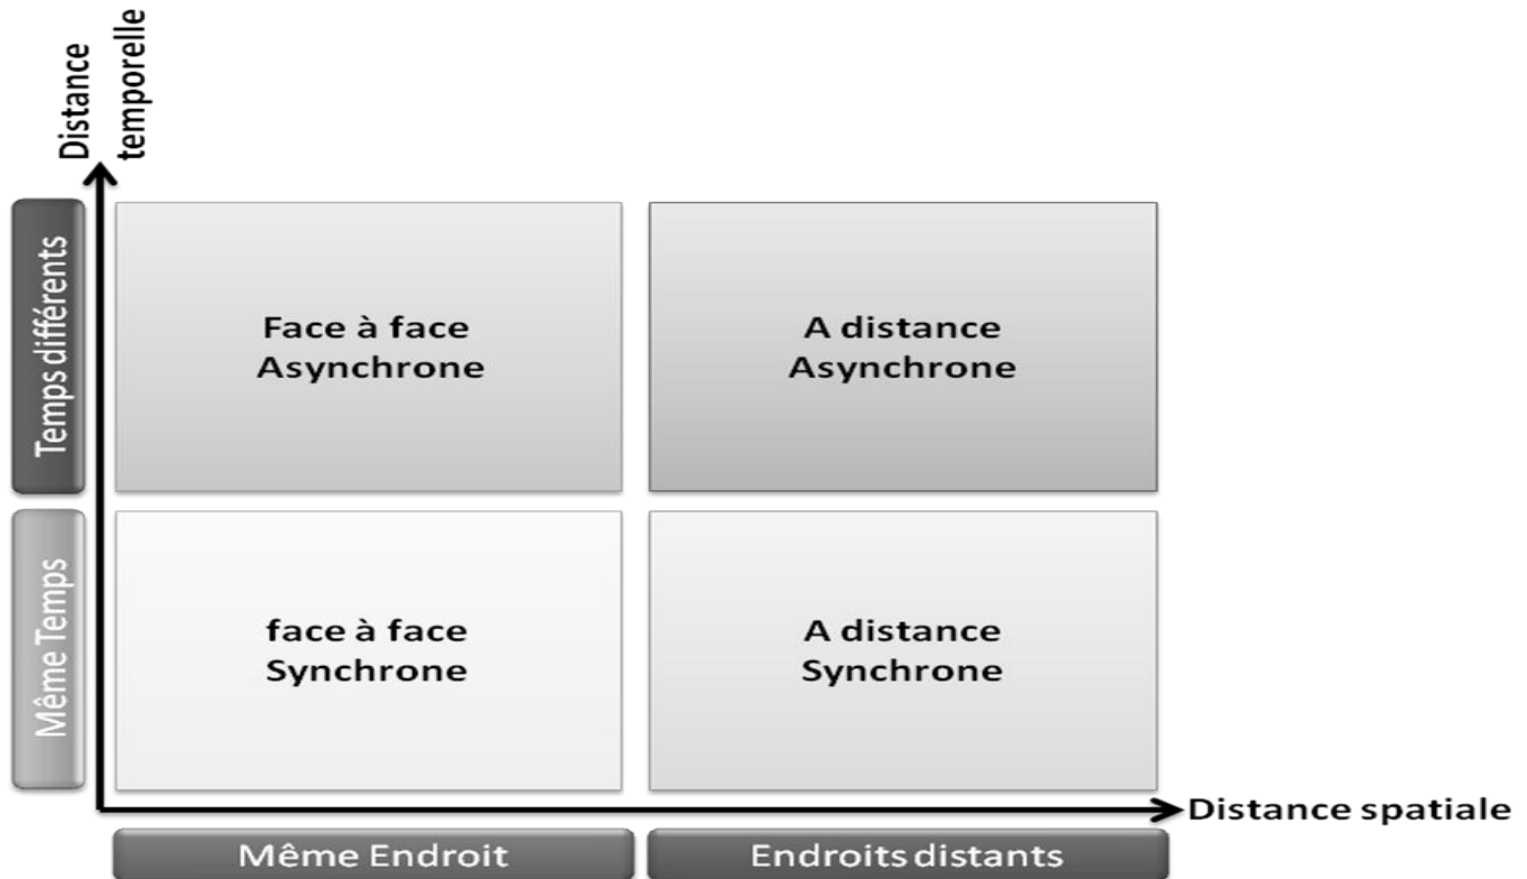 Distance
temporelle
Temps différents
Face à face
Asynchrone
A distance
Asynchrone
Même Temps
face à face
Synchrone
A distance
Synchrone
Distance spatiale
Même Endroit
Endroits distants